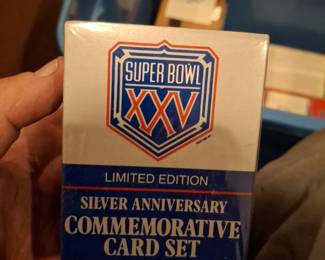 SUPER BOWL
XXV
LIMITED EDITION
SILVER ANNIVERSARY
COMMEMORATIVE
CARD SET